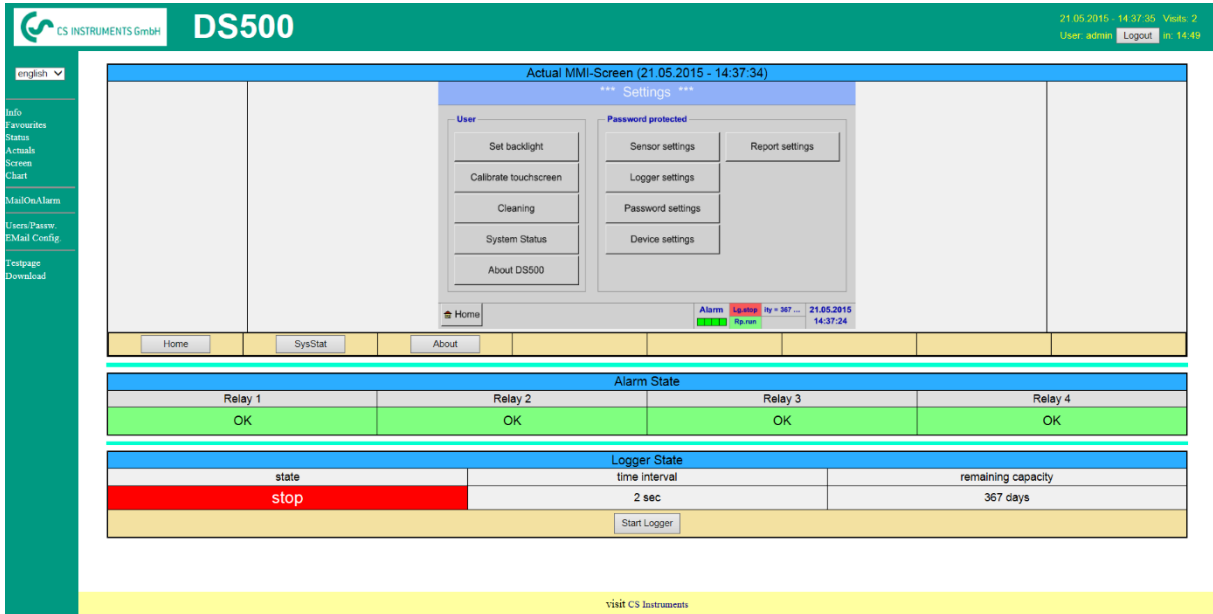 CS INSTRUMENTS GmbH
DS500
21.05.2015 - 14:37:35 Visits: 2
User: admin Logout in: 14:49
english
Info
Favourites
Status
Actuals
Screen
Chart
MailOnAlarm
Users/Passw.
EMail Config.
Testpage
Download
Actual MMI-Screen (21.05.2015 - 14:37:34)
*** Settings ***
User
Set backlight
Calibrate touchscreen
Cleaning
System Status
About DS500
Password protected
Sensor settings Report settings
Logger settings
Password settings
Device settings
Home
Alarm Lg.stop ity = 367 ... 21.05.2015
Rp.run 14:37:24
Home SysStat About
Alarm State
Relay 1 Relay 2 Relay 3 Relay 4
OK OK OK OK
Logger State
state time interval remaining capacity
stop 2 sec 367 days
Start Logger
visit CS Instruments